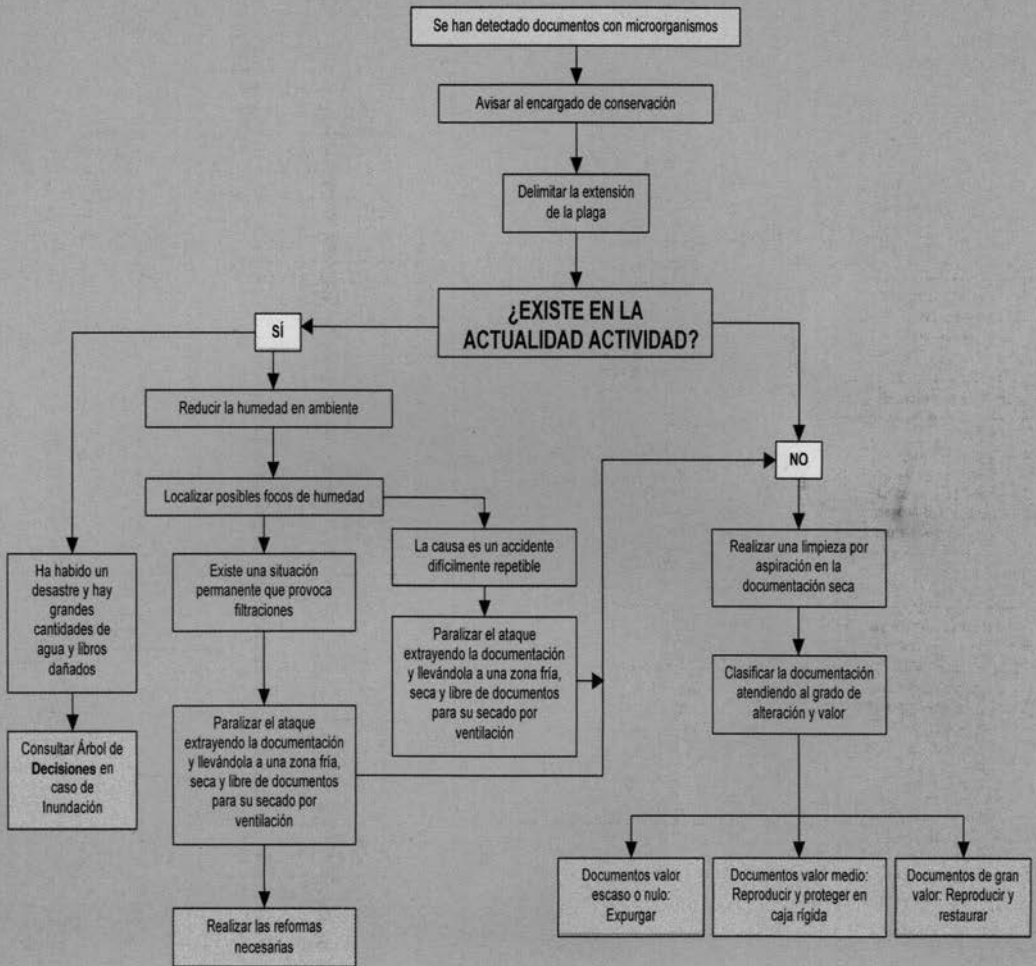 Se han detectado documentos con microorganismos
Avisar al encargado de conservación
Delimitar la extensión
de la plaga
¿EXISTE EN LA
ACTUALIDAD ACTIVIDAD?
SÍ
Reducir la humedad en ambiente
NO
Localizar posibles focos de humedad
Ha habido un
desastre y hay
grandes
cantidades de
agua y libros
dañados
Existe una situación
permanente que provoca
filtraciones
La causa es un accidente
difícilmente repetible
Realizar una limpieza por
aspiración en la
documentación seca
Paralizar el ataque
extrayendo la documentación
y llevándola a una zona fría,
seca y libre de documentos
para su secado por
ventilación
Clasificar la documentación
atendiendo al grado de
alteración y valor
Consultar Árbol de
Decisiones en
caso de
Inundación
Paralizar el ataque
extrayendo la documentación
y llevándola a una zona fría,
seca y libre de documentos
para su secado por
ventilación
Realizar las reformas
necesarias
Documentos valor
escaso o nulo:
Expurgar
Documentos valor medio:
Reproducir y proteger en
caja rígida
Documentos de gran
valor: Reproducir y
restaurar